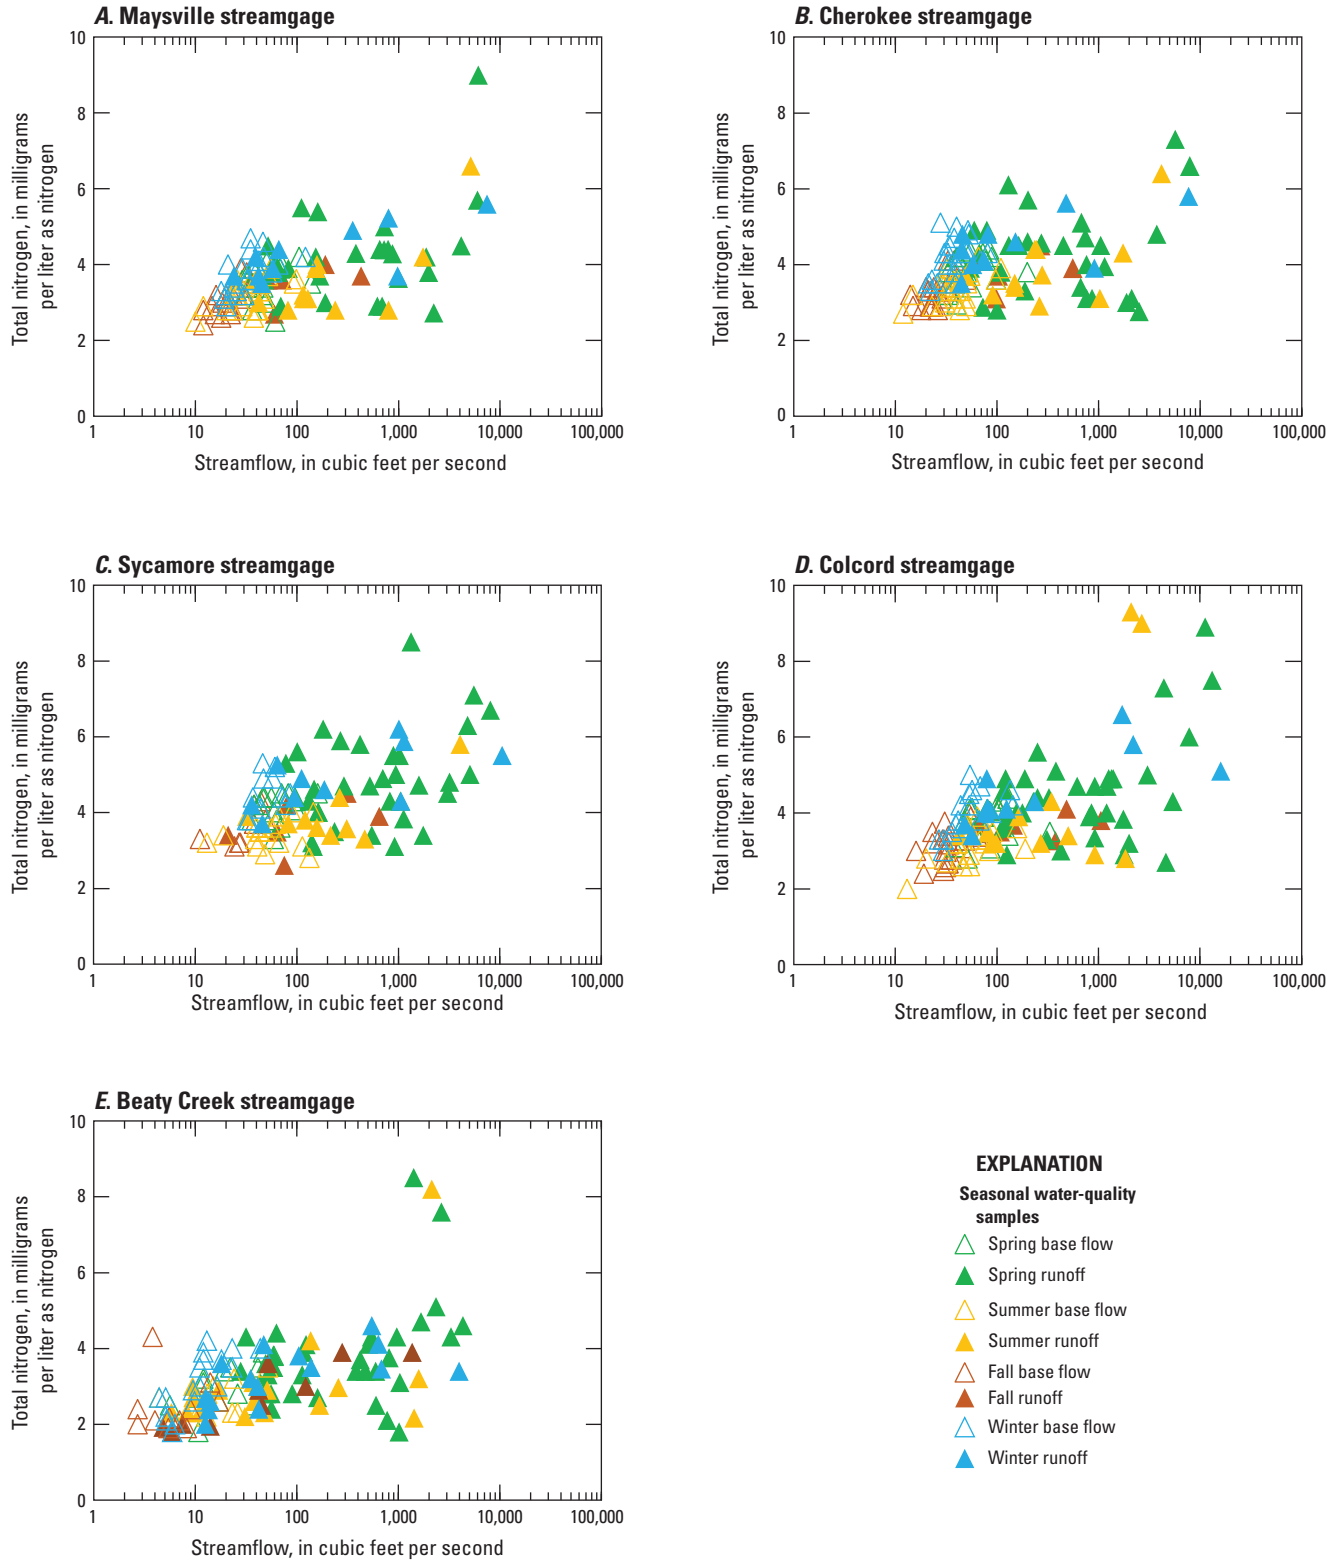 A. Maysville streamgage
10
8
6
4
2
0
Total nitrogen, in milligrams
per liter as nitrogen
1 10 100 1,000 10,000 100,000
Streamflow, in cubic feet per second
B. Cherokee streamgage
10
8
6
4
2
0
Total nitrogen, in milligrams
per liter as nitrogen
1 10 100 1,000 10,000 100,000
Streamflow, in cubic feet per second
C. Sycamore streamgage
10
8
6
4
2
0
Total nitrogen, in milligrams
per liter as nitrogen
1 10 100 1,000 10,000 100,000
Streamflow, in cubic feet per second
D. Colcord streamgage
10
8
6
4
2
0
Total nitrogen, in milligrams
per liter as nitrogen
1 10 100 1,000 10,000 100,000
Streamflow, in cubic feet per second
E. Beaty Creek streamgage
10
8
6
4
2
0
Total nitrogen, in milligrams
per liter as nitrogen
1 10 100 1,000 10,000 100,000
Streamflow, in cubic feet per second
EXPLANATION
Seasonal water-quality
samples
Spring base flow
Spring runoff
Summer base flow
Summer runoff
Fall base flow
Fall runoff
Winter base flow
Winter runoff